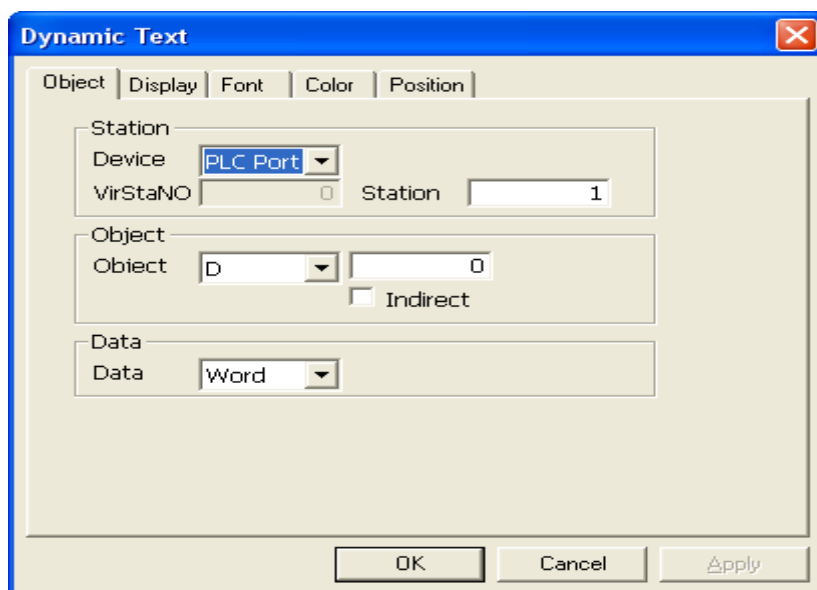 Dynamic Text
Object Display Font Color Position
Station
Device PLC Port
VirStaNO 0 Station 1
Object
Obiect D 0
Indirect
Data
Data Word
OK Cancel Apply